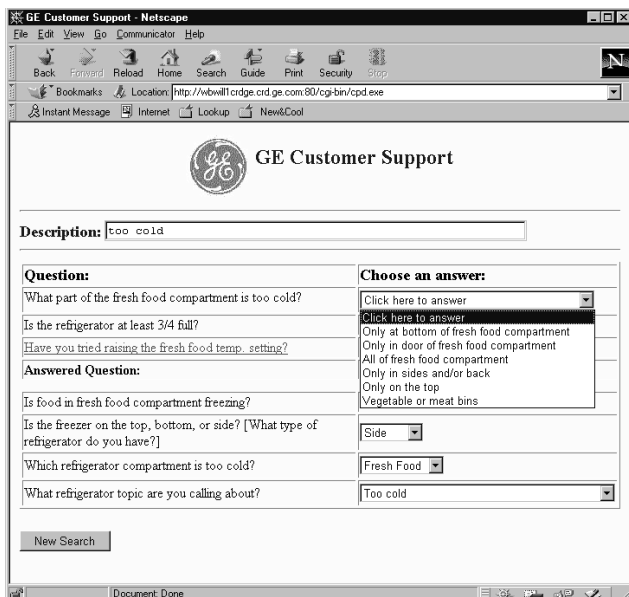 GE Customer Support - Netscape
File Edit View Go Communicator Help
Back Forward Reload Home Search Guide Print Security Stop
N
Bookmarks Location: http://wbwill1crdge.crd.ge.com:80/cgi-bin/cpd.exe
Instant Message Internet Lookup New&Cool
GE Customer Support
Description: too cold
Question: Choose an answer:
What part of the fresh food compartment is too cold? Click here to answer
Click here to answer
Is the refrigerator at least 3/4 full? Only at bottom of fresh food compartment
Only in door of fresh food compartment
Have you tried raising the fresh food temp. setting? All of fresh food compartment
Only in sides and/or back
Answered Question: Only on the top
Is food in fresh food compartment freezing? Vegetable or meat bins
Is the freezer on the top, bottom, or side? [What type of Side
refrigerator do you have?]
Which refrigerator compartment is too cold? Fresh Food
What refrigerator topic are you calling about? Too cold
New Search
Document: Done